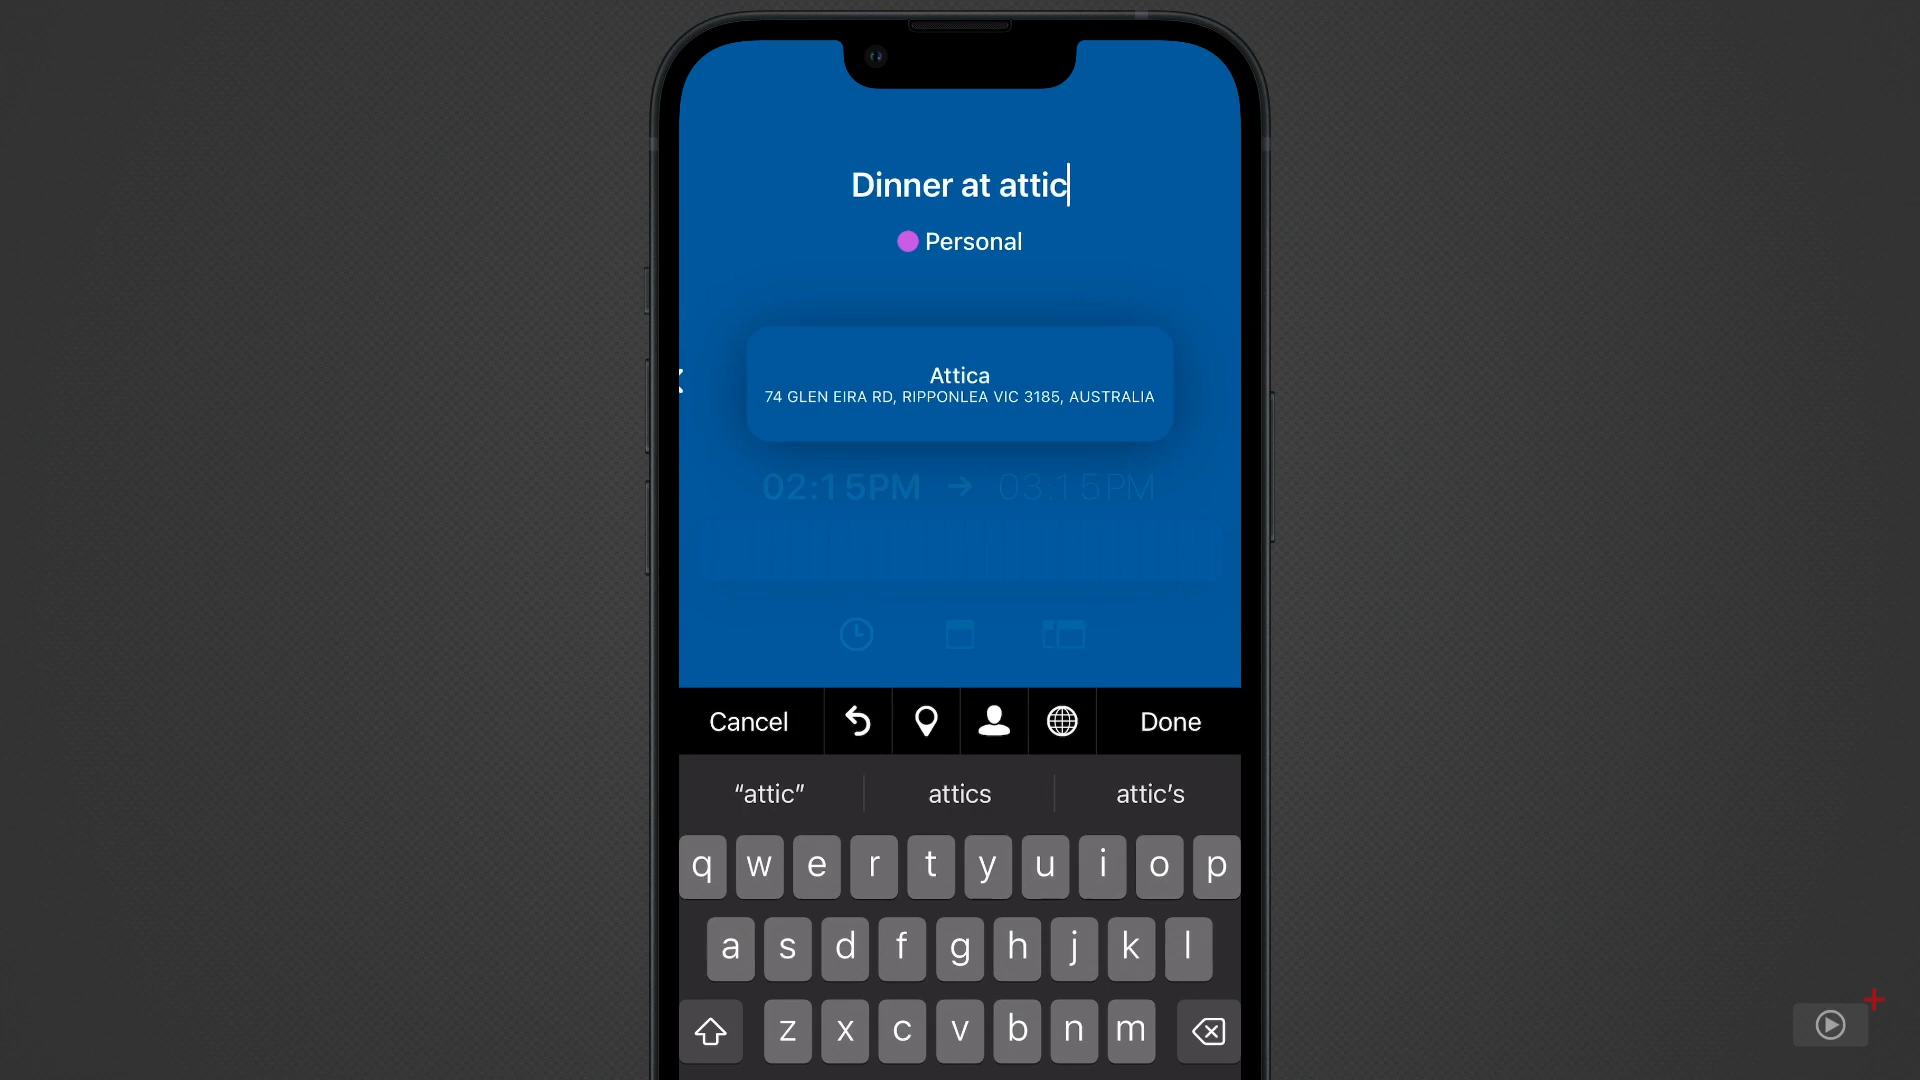 Dinner at attic
Personal
Attica
74 GLEN EIRA RD, RIPPONLEA VIC 3185, AUSTRALIA
02:15PM → 03:15PM
Cancel
Done
“attic”
attics
attic’s
q w e r t y u i o p
a s d f g h j k l
z x c v b n m